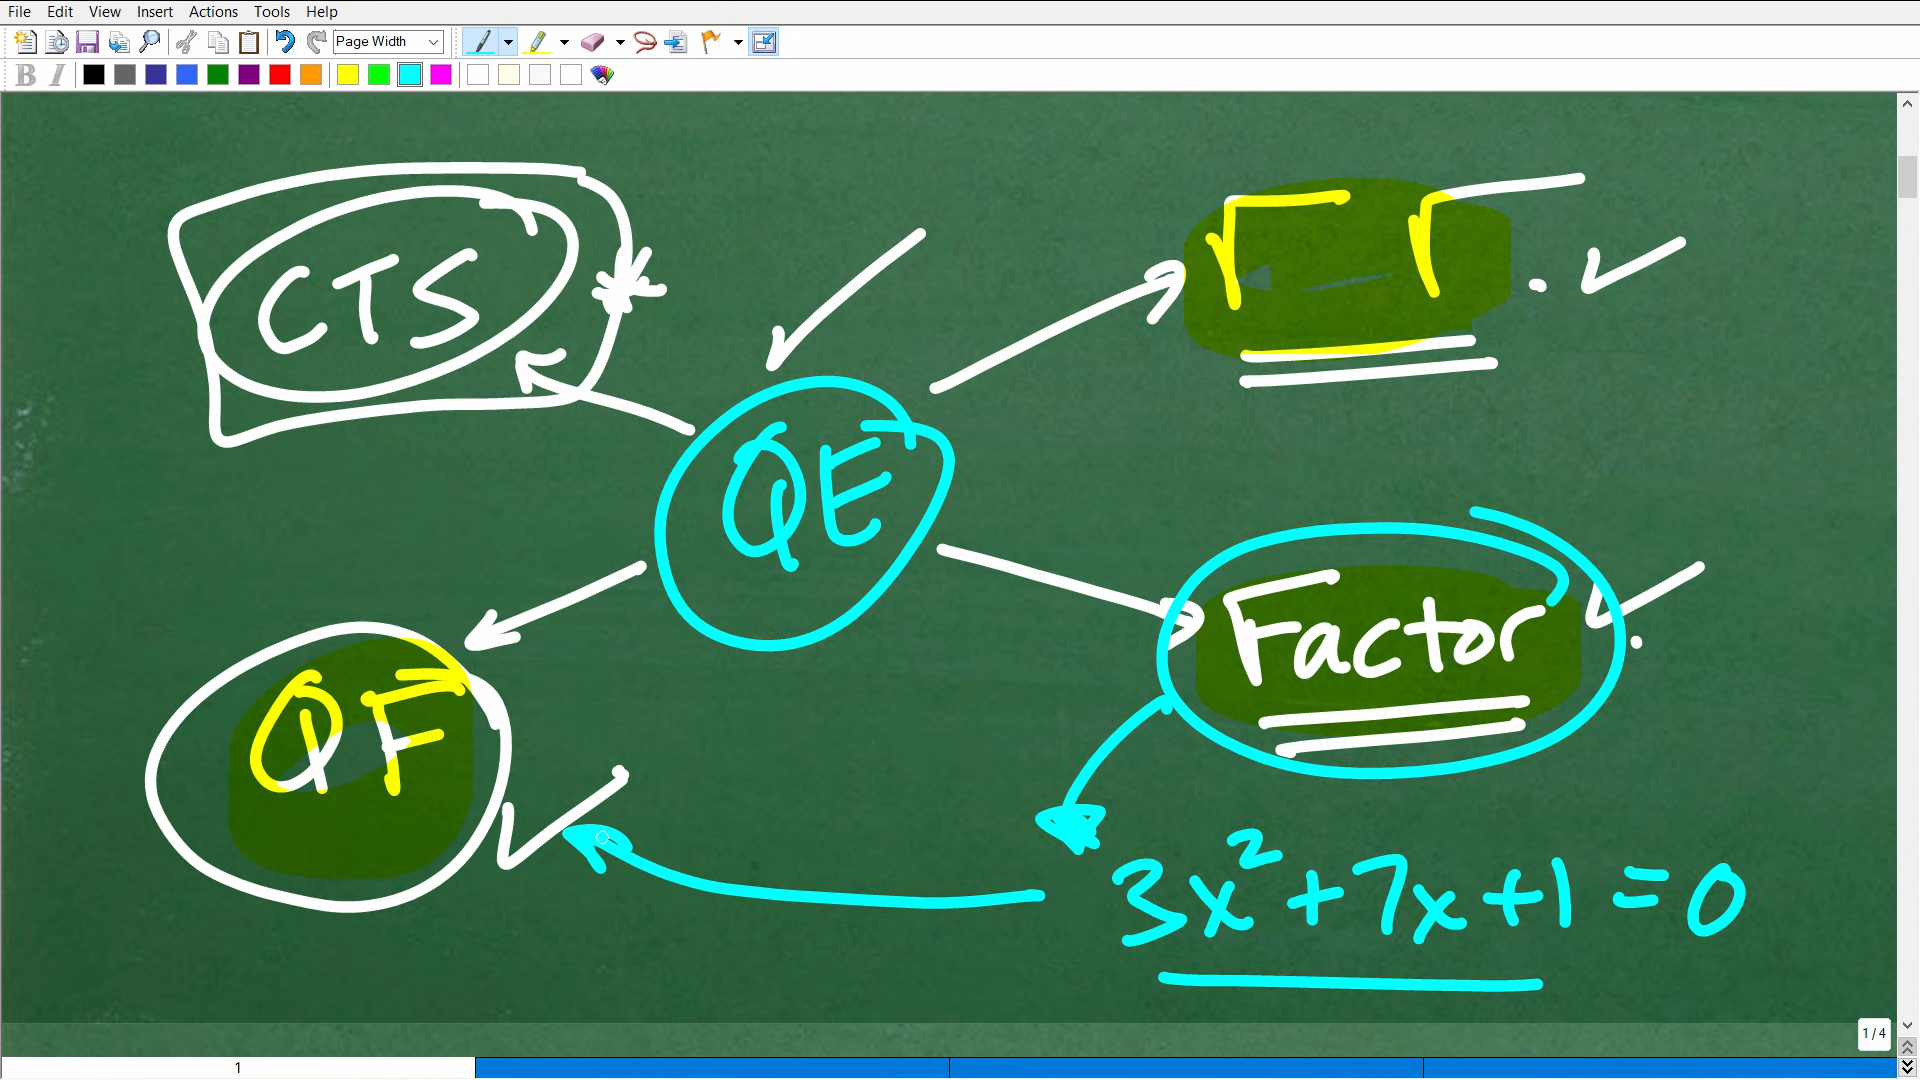 File Edit View Insert Actions Tools Help
Page Width
B I
CTS
√ √
QE
Factor
QF
3x²+7x+1=0
1 / 4
1